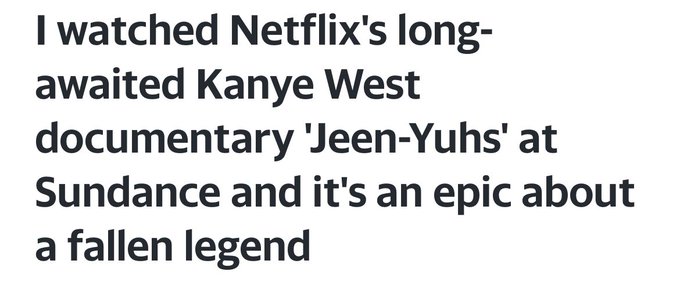 I watched Netflix's long-
awaited Kanye West
documentary 'Jeen-Yuhs' at
Sundance and it's an epic about
a fallen legend